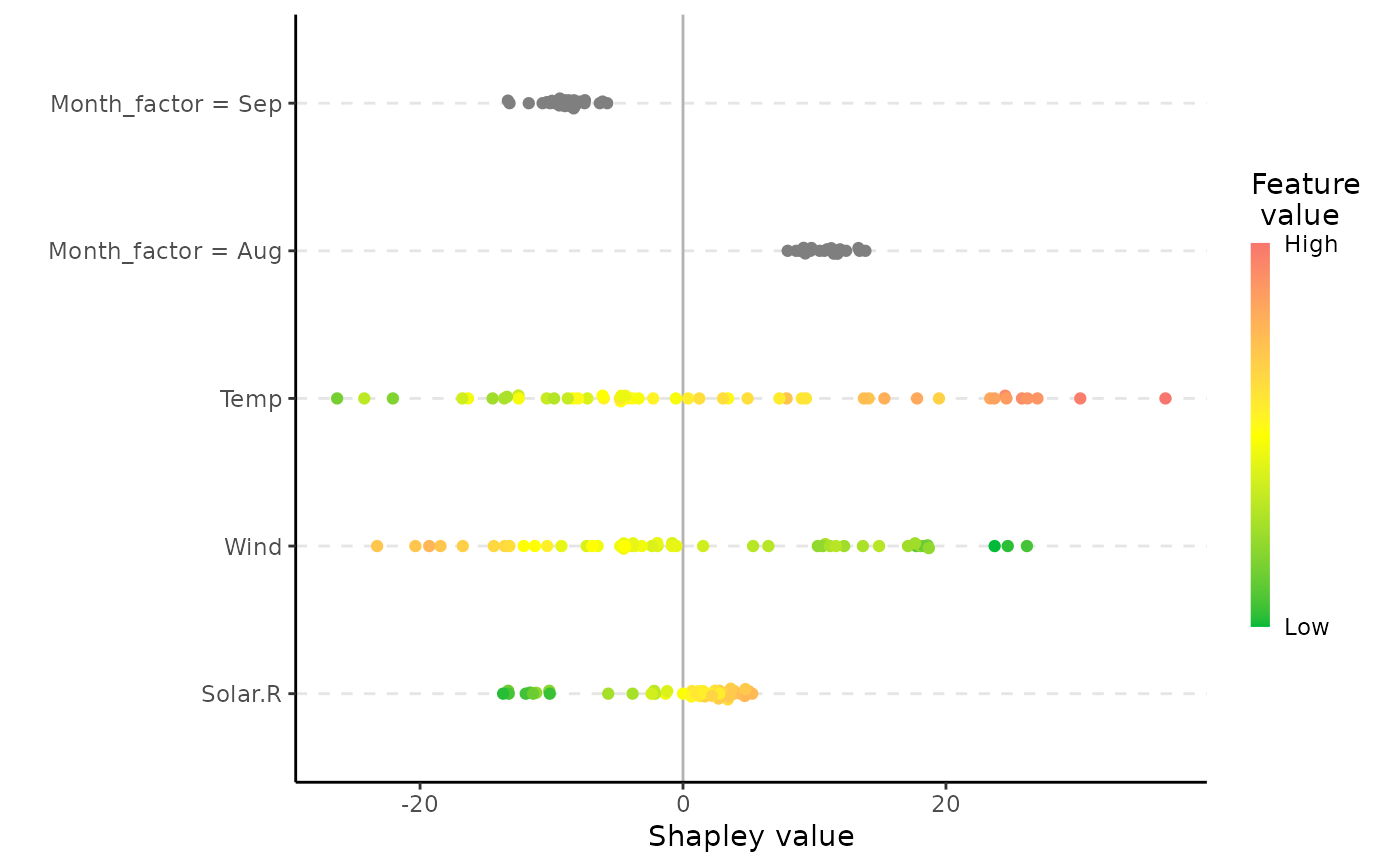 Month_factor = Sep
Month_factor = Aug
Temp
Wind
Solar.R
-20
0
20
Shapley value
Feature
value
High
Low